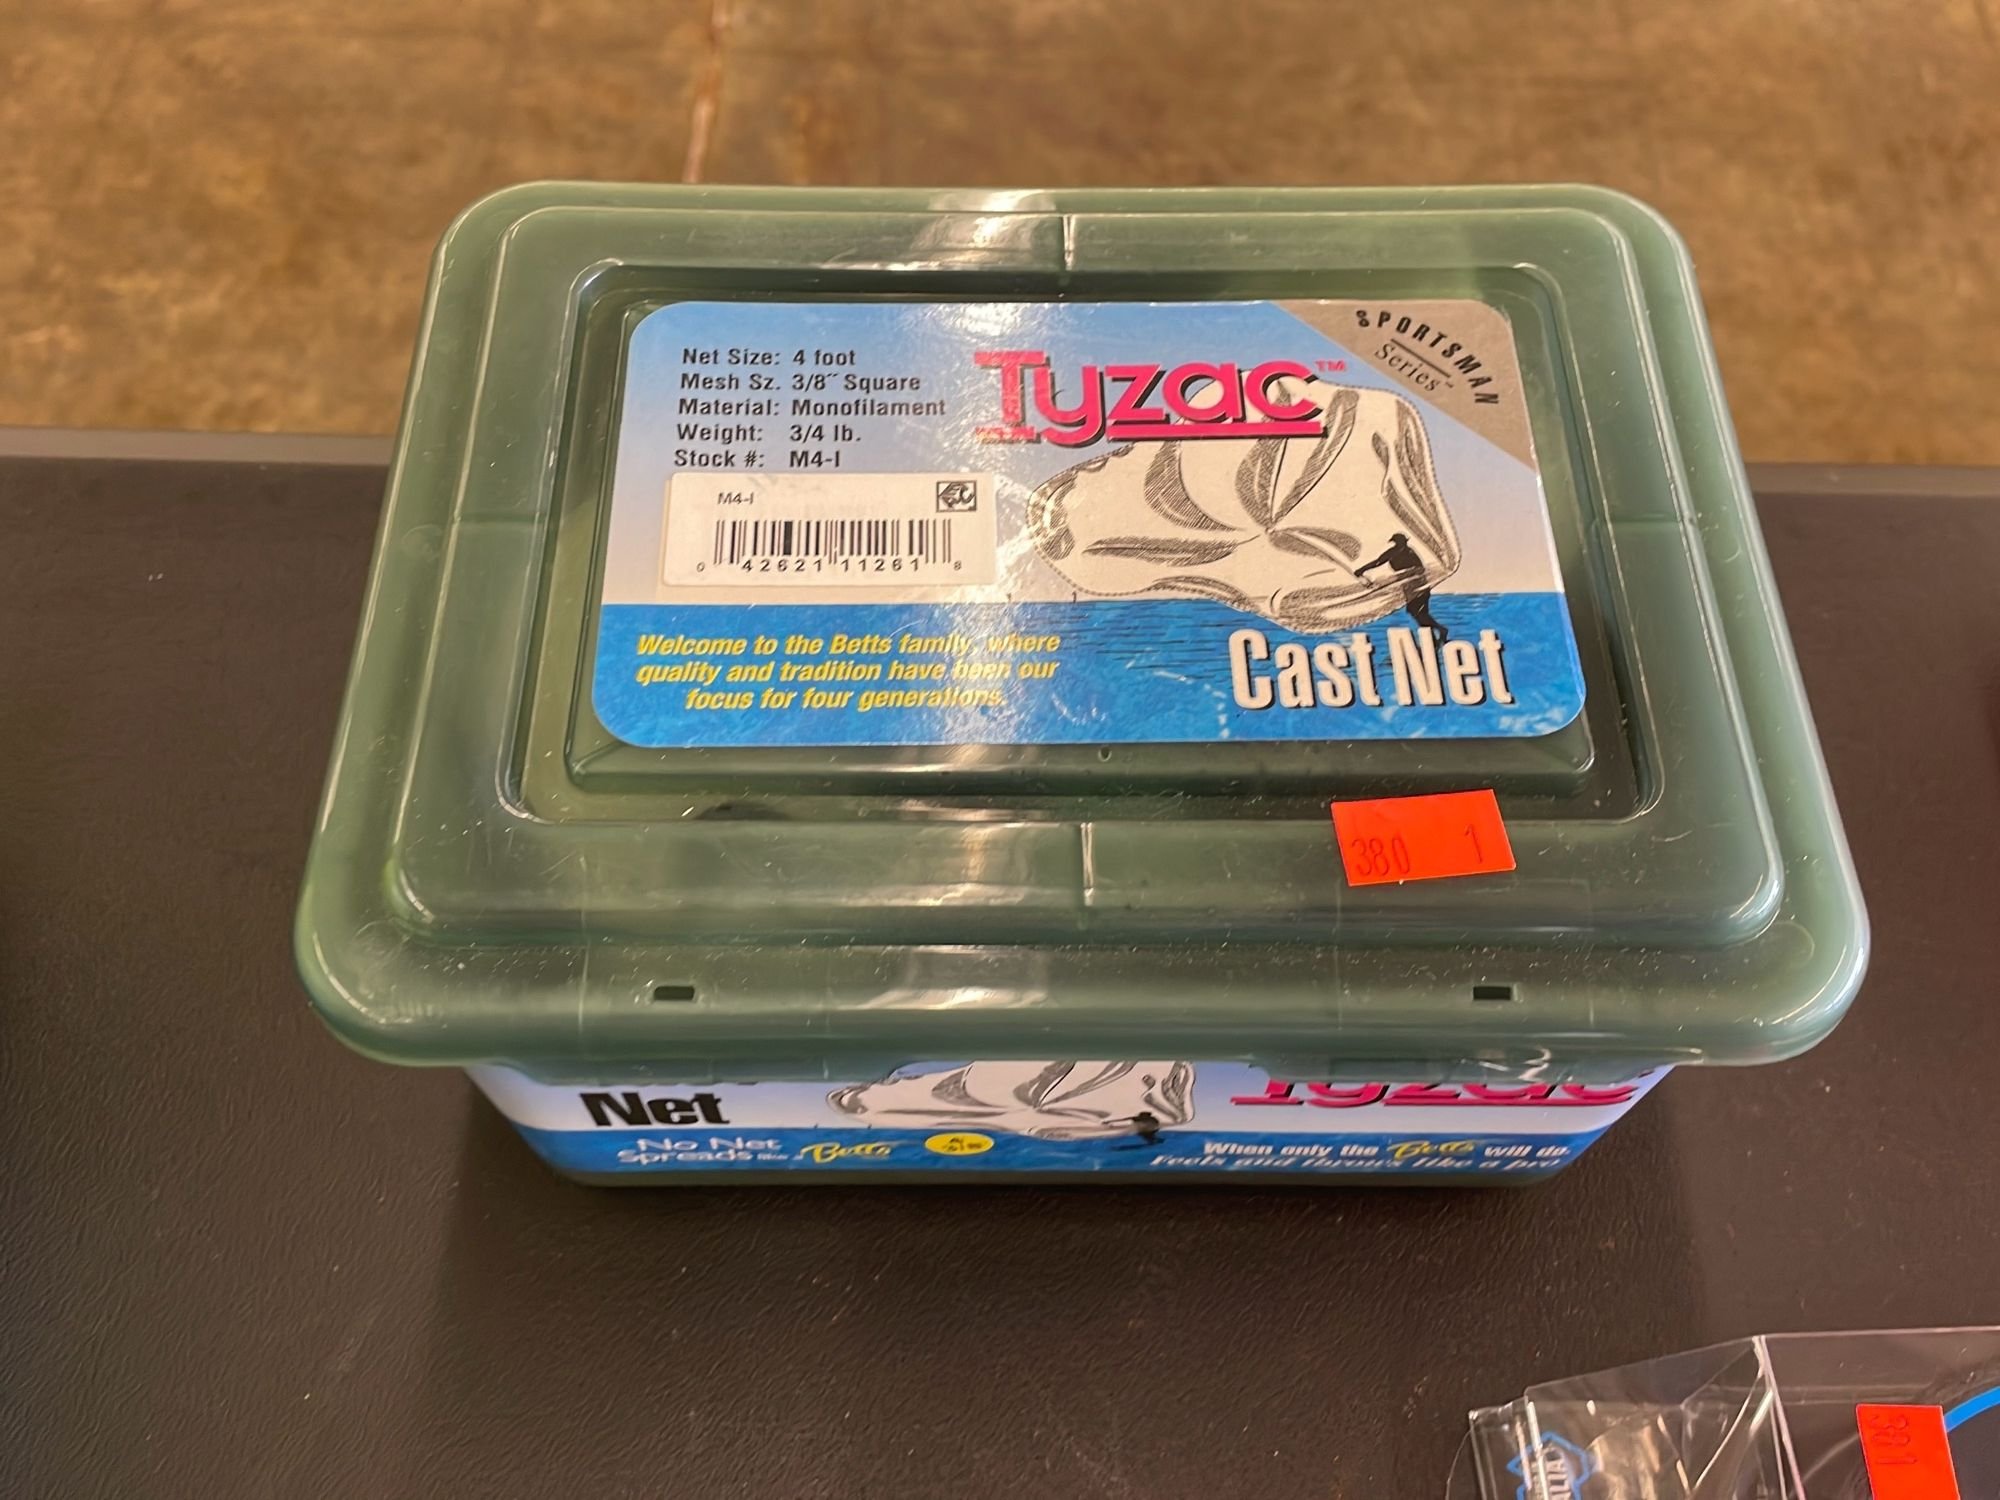 Net Size: 4 foot
Mesh Sz. 3/8" Square
Material: Monofilament
Weight: 3/4 lb.
Stock #: M4-I
M4-I
0 42621 11261 8
Tyzac™
SPORTSMAN
Series™
Welcome to the Betts family, where
quality and tradition have been our
focus for four generations.
Cast Net
380 1
Net
No Net
Spreads like a Betts
Tyzac
When only the Betts will do.
Feels and throws like a pro
381